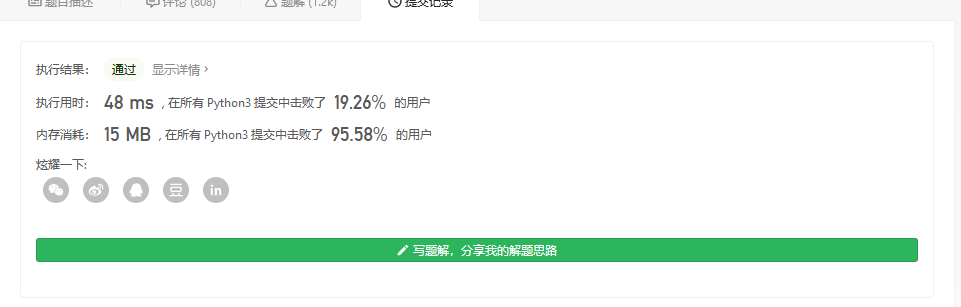 题目描述 评论 (808) 题解 (1.2k) 提交记录
执行结果： 通过 显示详情 ›
执行用时： 48 ms , 在所有 Python3 提交中击败了 19.26% 的用户
内存消耗： 15 MB , 在所有 Python3 提交中击败了 95.58% 的用户
炫耀一下:
豆 in
写题解，分享我的解题思路